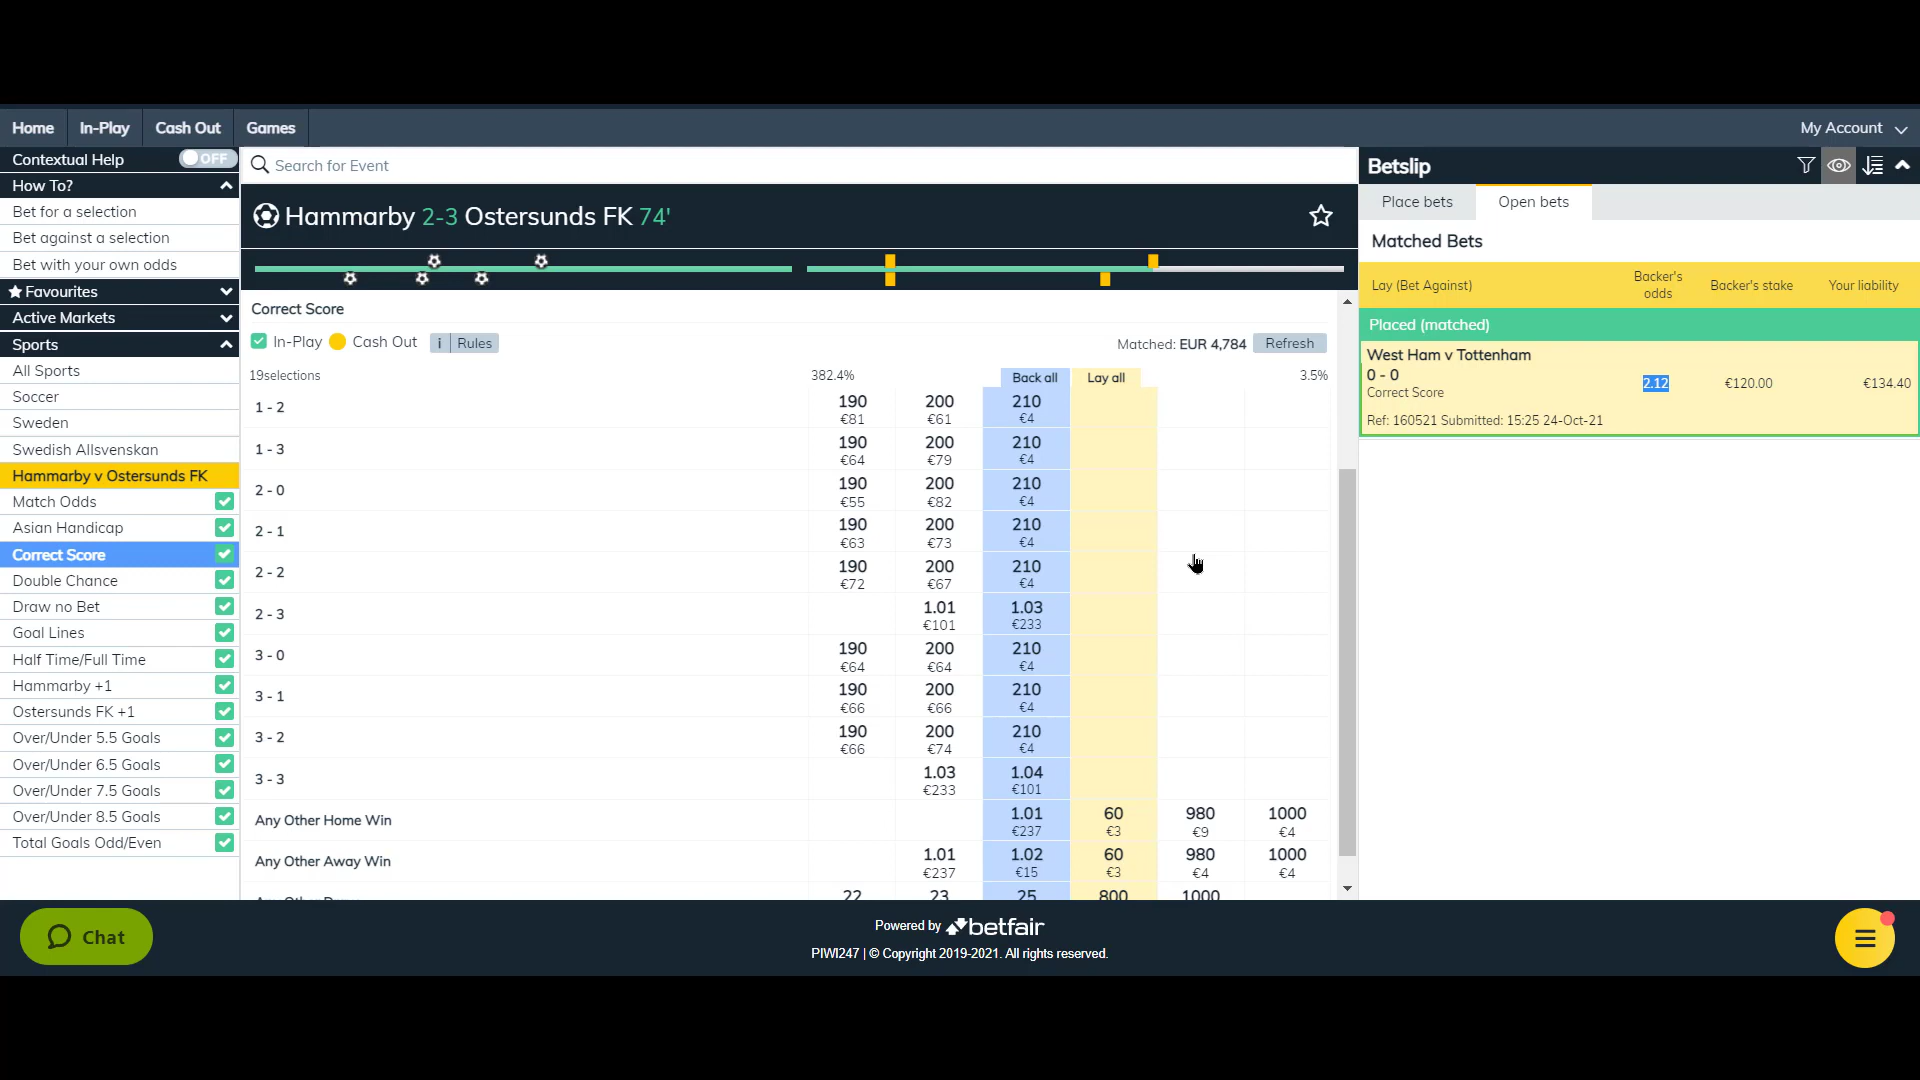 Home In-Play Cash Out Games My Account
Contextual Help OFF
How To?
Bet for a selection
Bet against a selection
Bet with your own odds
Favourites
Active Markets
Sports
All Sports
Soccer
Sweden
Swedish Allsvenskan
Hammarby v Ostersunds FK
Match Odds
Asian Handicap
Correct Score
Double Chance
Draw no Bet
Goal Lines
Half Time/Full Time
Hammarby +1
Ostersunds FK +1
Over/Under 5.5 Goals
Over/Under 6.5 Goals
Over/Under 7.5 Goals
Over/Under 8.5 Goals
Total Goals Odd/Even
Search for Event
Hammarby 2-3 Ostersunds FK 74'
Correct Score
In-Play Cash Out i Rules Matched: EUR 4,784 Refresh
19selections 382.4% Back all Lay all 3.5%
1 - 2 190 200 210
€81 €61 €4
1 - 3 190 200 210
€64 €79 €4
2 - 0 190 200 210
€55 €82 €4
2 - 1 190 200 210
€63 €73 €4
2 - 2 190 200 210
€72 €67 €4
2 - 3 1.01 1.03
€101 €233
3 - 0 190 200 210
€64 €64 €4
3 - 1 190 200 210
€66 €66 €4
3 - 2 190 200 210
€66 €74 €4
3 - 3 1.03 1.04
€233 €101
Any Other Home Win 1.01 60 980 1000
€237 €3 €9 €4
Any Other Away Win 1.01 1.02 60 980 1000
€237 €15 €3 €4 €4
Any Other Draw 22 23 25 800 1000
Betslip
Place bets Open bets
Matched Bets
Lay (Bet Against) Backer's odds Backer's stake Your liability
Placed (matched)
West Ham v Tottenham
0 - 0 2.12 €120.00 €134.40
Correct Score
Ref: 160521 Submitted: 15:25 24-Oct-21
Chat
Powered by betfair
PIWI247 | © Copyright 2019-2021. All rights reserved.